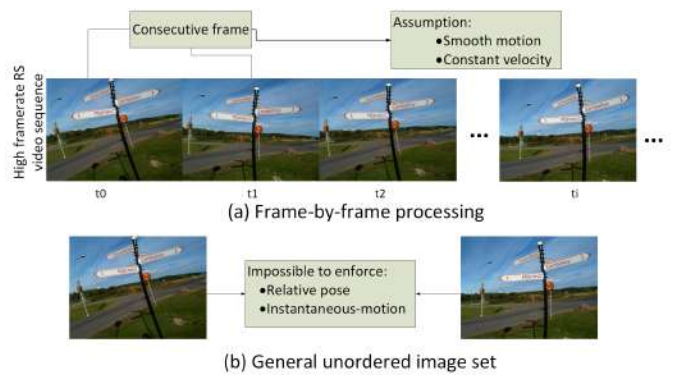 Consecutive frame
Assumption:
●Smooth motion
●Constant velocity
High framerate RS
video sequence
...
...
t0
t1
t2
ti
(a) Frame-by-frame processing
Impossible to enforce:
●Relative pose
●Instantaneous-motion
(b) General unordered image set